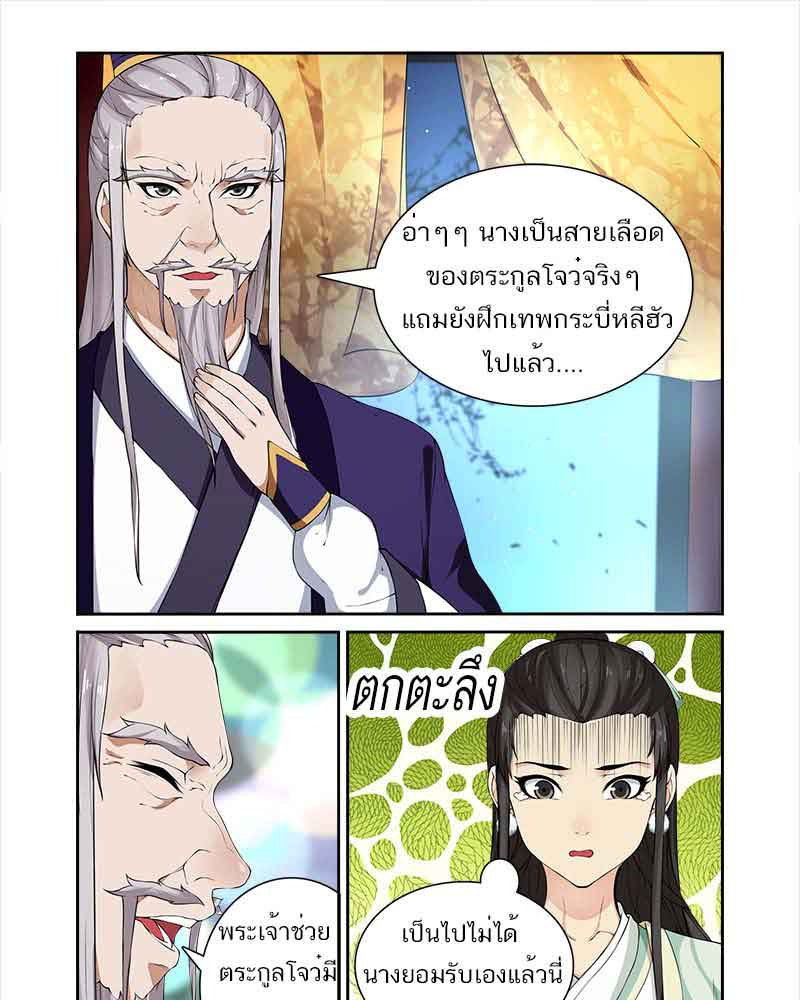 อ่าๆๆ นางเป็นสายเลือด
ของตระกูลโจว๋จริงๆ
แถมยังฝึกเทพกระบี่หลีฮัว
ไปแล้ว....
ตกตะลึง
พระเจ้าช่วย
ตระกูลโจว๋มี
เป็นไปไม่ได้
นางยอมรับเองแล้วนี่